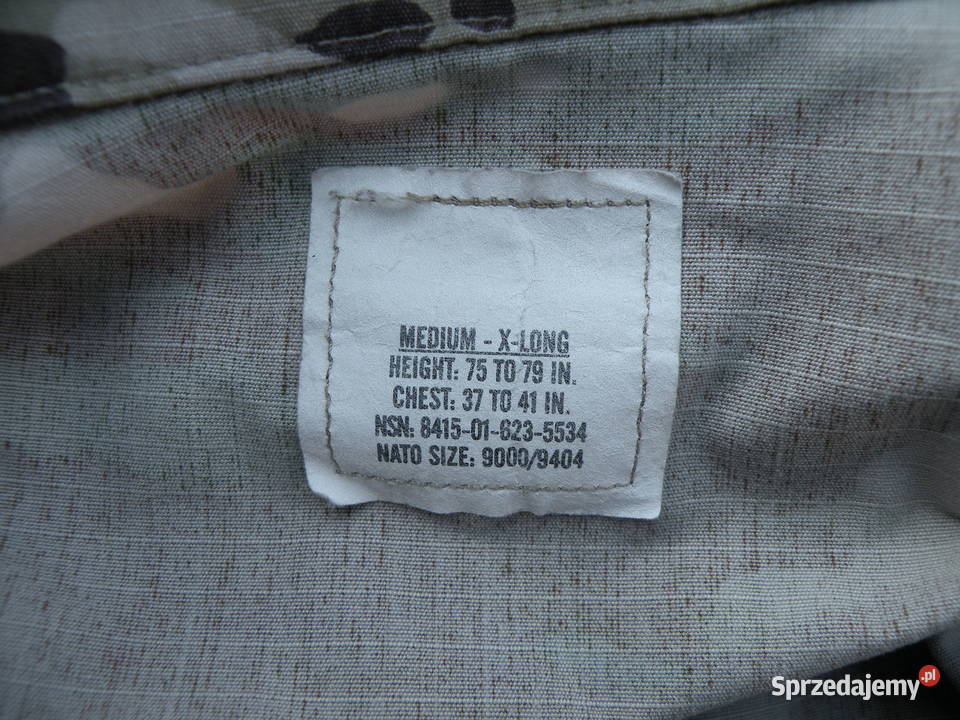 MEDIUM - X-LONG
HEIGHT: 75 TO 79 IN.
CHEST: 37 TO 41 IN.
NSN: 8415-01-623-5534
NATO SIZE: 9000/9404
Sprzedajemy.pl